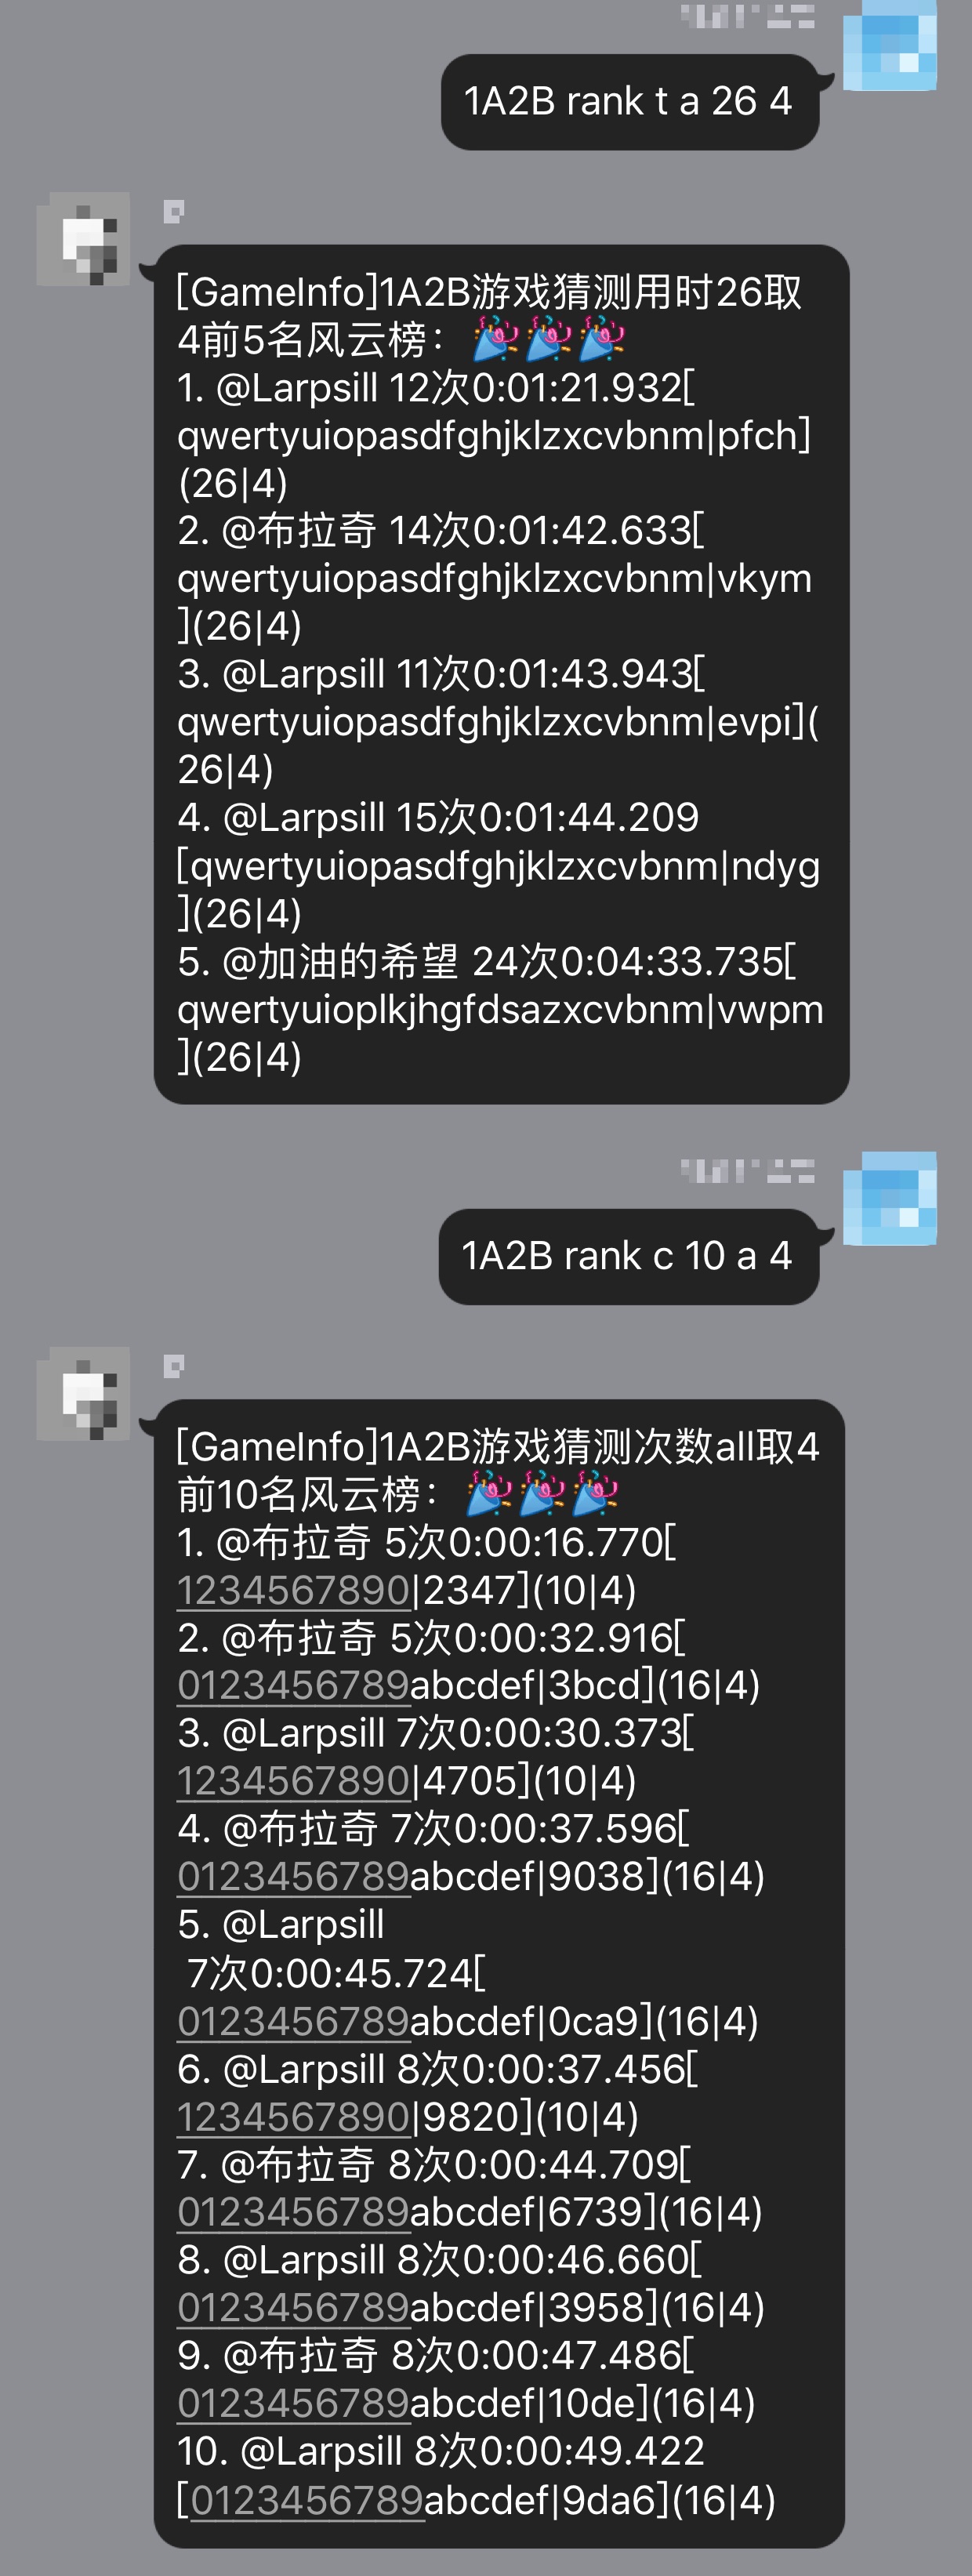 1A2B rank t a 26 4
[GameInfo]1A2B游戏猜测用时26取
4前5名风云榜：🎉🎉🎉
1. @Larpsill 12次0:01:21.932[
qwertyuiopasdfghjklzxcvbnm|pfch]
(26|4)
2. @布拉奇 14次0:01:42.633[
qwertyuiopasdfghjklzxcvbnm|vkym
](26|4)
3. @Larpsill 11次0:01:43.943[
qwertyuiopasdfghjklzxcvbnm|evpi](
26|4)
4. @Larpsill 15次0:01:44.209
[qwertyuiopasdfghjklzxcvbnm|ndyg
](26|4)
5. @加油的希望 24次0:04:33.735[
qwertyuioplkjhgfdsazxcvbnm|vwpm
](26|4)
1A2B rank c 10 a 4
[GameInfo]1A2B游戏猜测次数all取4
前10名风云榜：🎉🎉🎉
1. @布拉奇 5次0:00:16.770[
1234567890|2347](10|4)
2. @布拉奇 5次0:00:32.916[
0123456789abcdef|3bcd](16|4)
3. @Larpsill 7次0:00:30.373[
1234567890|4705](10|4)
4. @布拉奇 7次0:00:37.596[
0123456789abcdef|9038](16|4)
5. @Larpsill
7次0:00:45.724[
0123456789abcdef|0ca9](16|4)
6. @Larpsill 8次0:00:37.456[
1234567890|9820](10|4)
7. @布拉奇 8次0:00:44.709[
0123456789abcdef|6739](16|4)
8. @Larpsill 8次0:00:46.660[
0123456789abcdef|3958](16|4)
9. @布拉奇 8次0:00:47.486[
0123456789abcdef|10de](16|4)
10. @Larpsill 8次0:00:49.422
[0123456789abcdef|9da6](16|4)